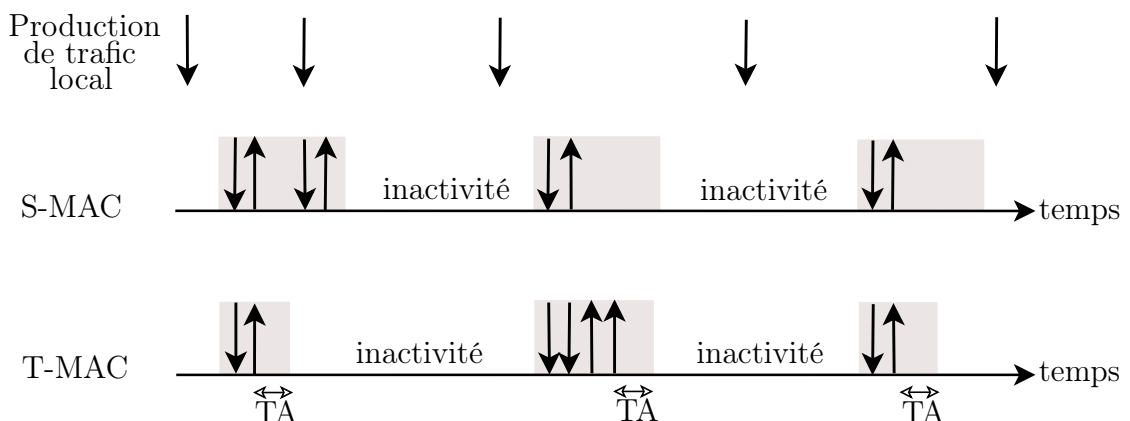 Production
de trafic
local
S-MAC
inactivité
inactivité
temps
T-MAC
inactivité
inactivité
temps
TA
TA
TA